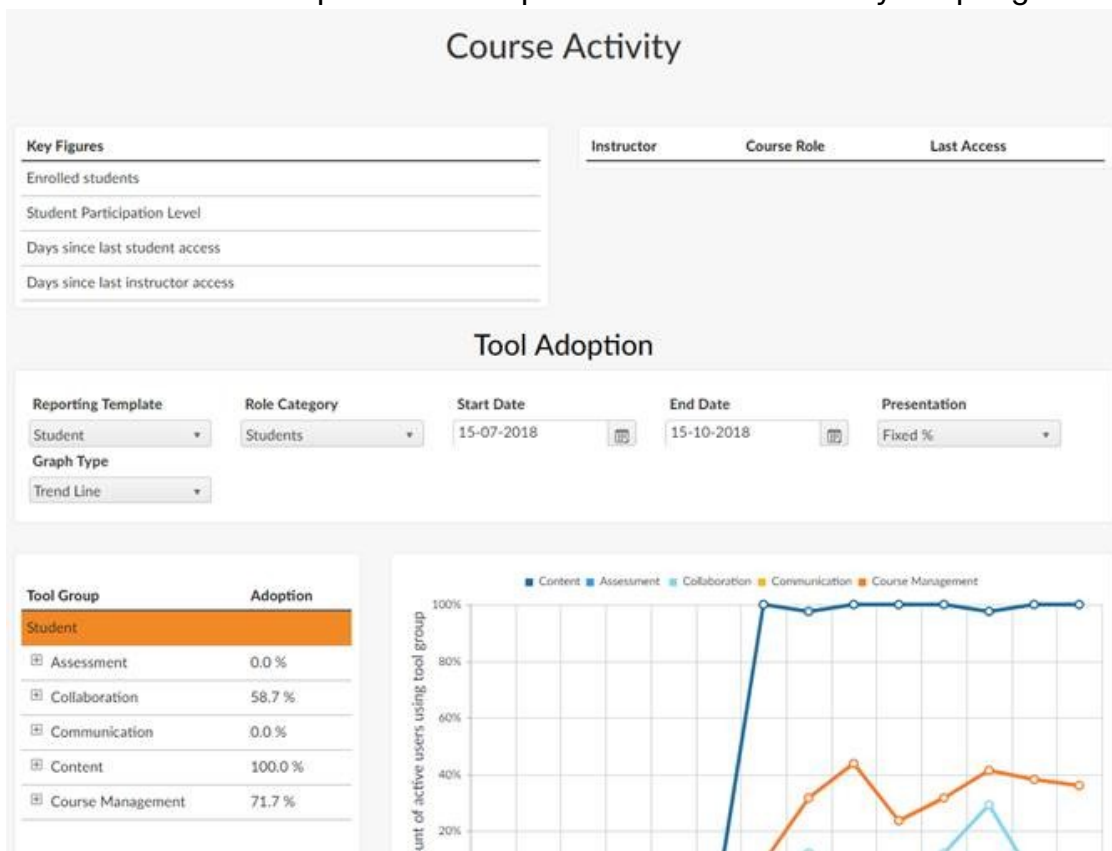 Course Activity
Key Figures
Enrolled students
Student Participation Level
Days since last student access
Days since last instructor access
Instructor Course Role Last Access
Tool Adoption
Reporting Template Role Category Start Date End Date Presentation
Student Students 15-07-2018 15-10-2018 Fixed %
Graph Type
Trend Line
Tool Group Adoption
Student
Assessment 0.0 %
Collaboration 58.7 %
Communication 0.0 %
Content 100.0 %
Course Management 71.7 %
Content Assessment Collaboration Communication Course Management
100%
80%
60%
40%
20%
of active users using tool group